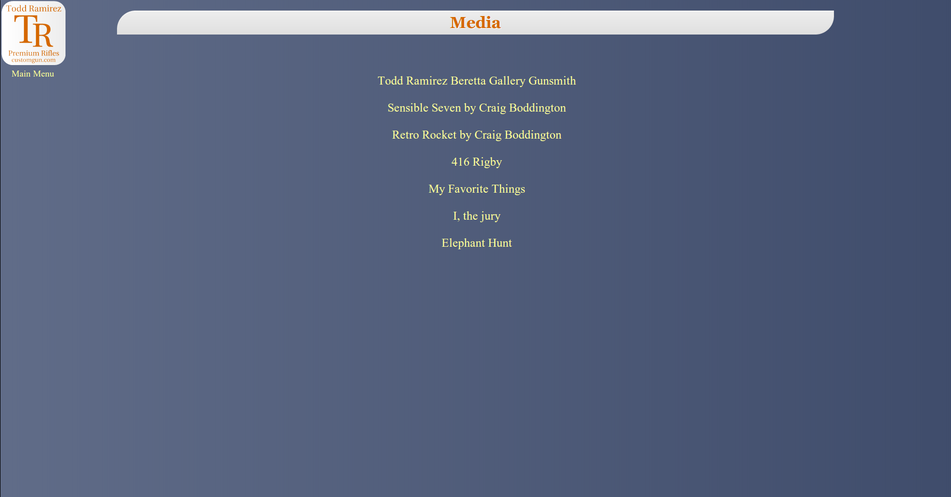 Todd Ramirez
TR
Premium Rifles
customgun.com
Main Menu
Media
Todd Ramirez Beretta Gallery Gunsmith
Sensible Seven by Craig Boddington
Retro Rocket by Craig Boddington
416 Rigby
My Favorite Things
I, the jury
Elephant Hunt